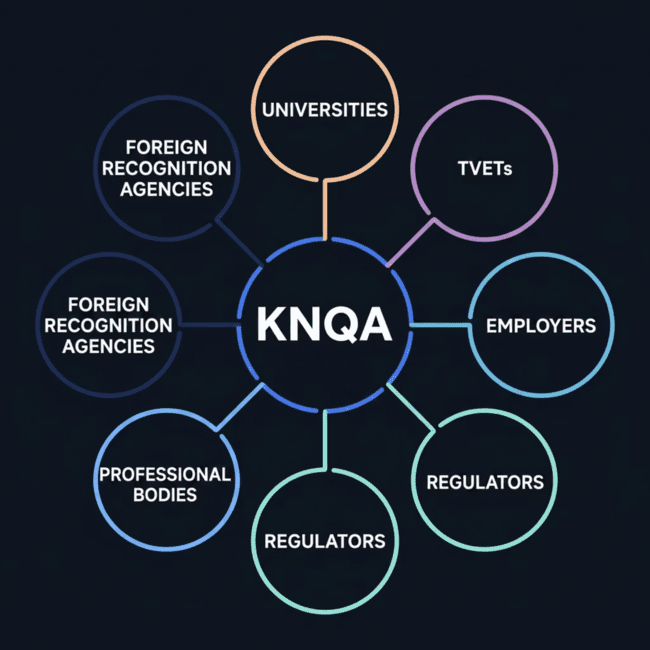 UNIVERSITIES
FOREIGN
RECOGNITION
AGENCIES
TVETs
FOREIGN
RECOGNITION
AGENCIES
KNQA
EMPLOYERS
PROFESSIONAL
BODIES
REGULATORS
REGULATORS